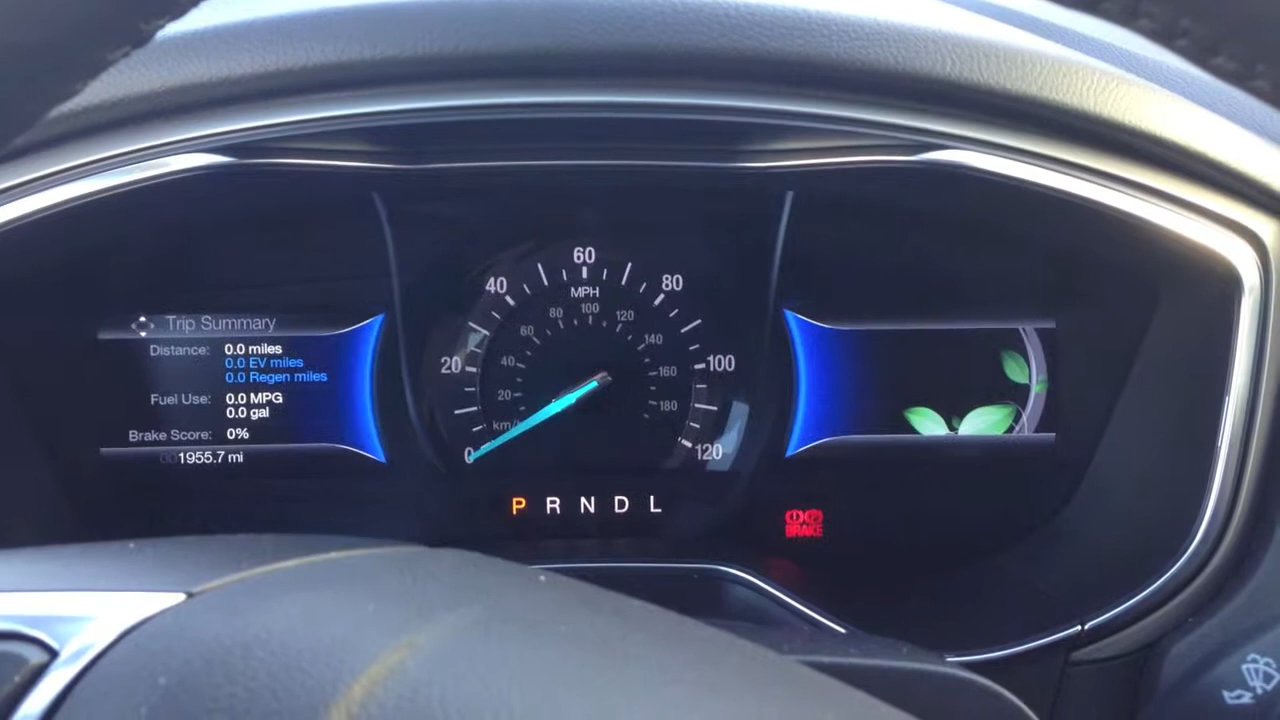 Trip Summary
Distance: 0.0 miles
0.0 EV miles
0.0 Regen miles
Fuel Use: 0.0 MPG
0.0 gal
Brake Score: 0%
001955.7 mi
0 20 40 60 80 100 120
MPH
20 40 60 80 100 120 140 160 180
P R N D L
BRAKE